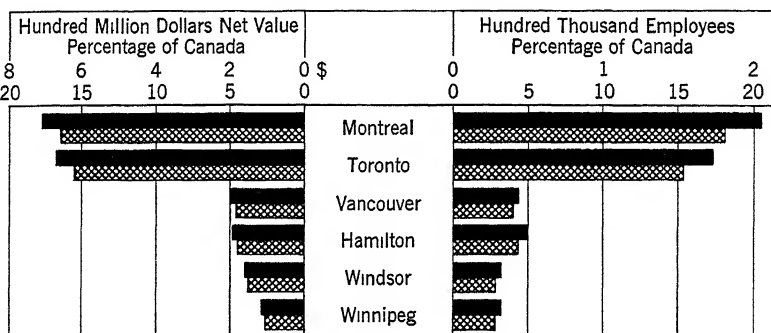 Hundred Million Dollars Net Value
Percentage of Canada
8 6 4 2 0 $
20 15 10 5 0
Hundred Thousand Employees
Percentage of Canada
0 1 2
0 5 10 15 20
Montreal
Toronto
Vancouver
Hamilton
Windsor
Winnipeg